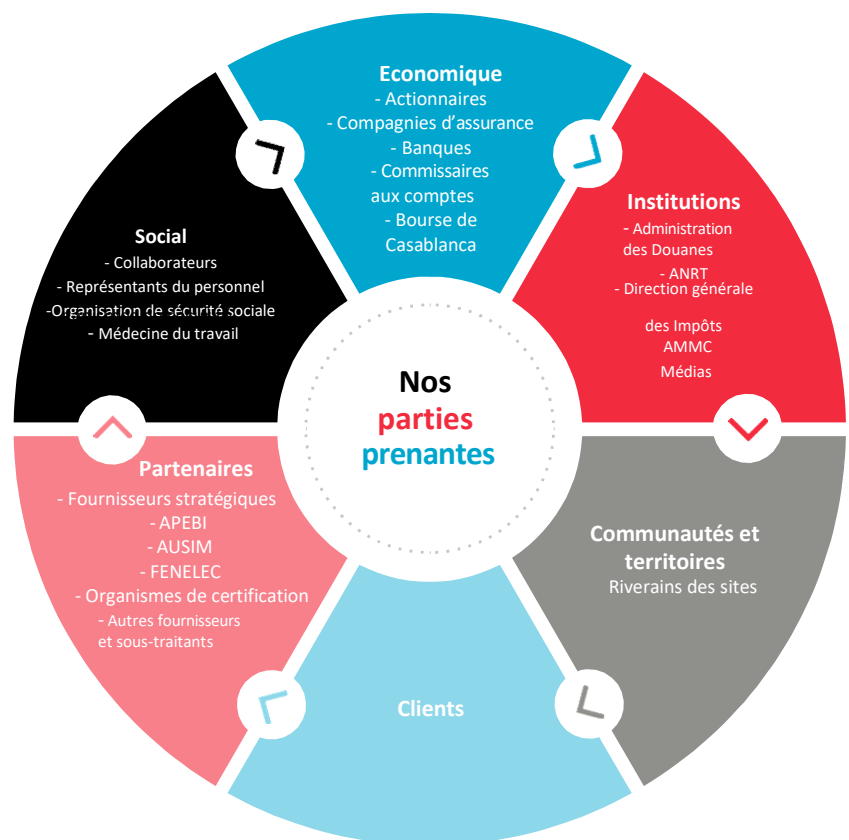 Economique
- Actionnaires
- Compagnies d'assurance
- Banques
- Commissaires
aux comptes
- Bourse de
Casablanca
Institutions
- Administration
des Douanes
- ANRT
- Direction générale
des Impôts
AMMC
Médias
Communautés et
territoires
Riverains des sites
Clients
Partenaires
- Fournisseurs stratégiques
- APEBI
- AUSIM
- FENELEC
- Organismes de certification
- Autres fournisseurs
et sous-traitants
Social
- Collaborateurs
- Représentants du personnel
-Organisation de sécurité sociale
- Médecine du travail
Nos
parties
prenantes